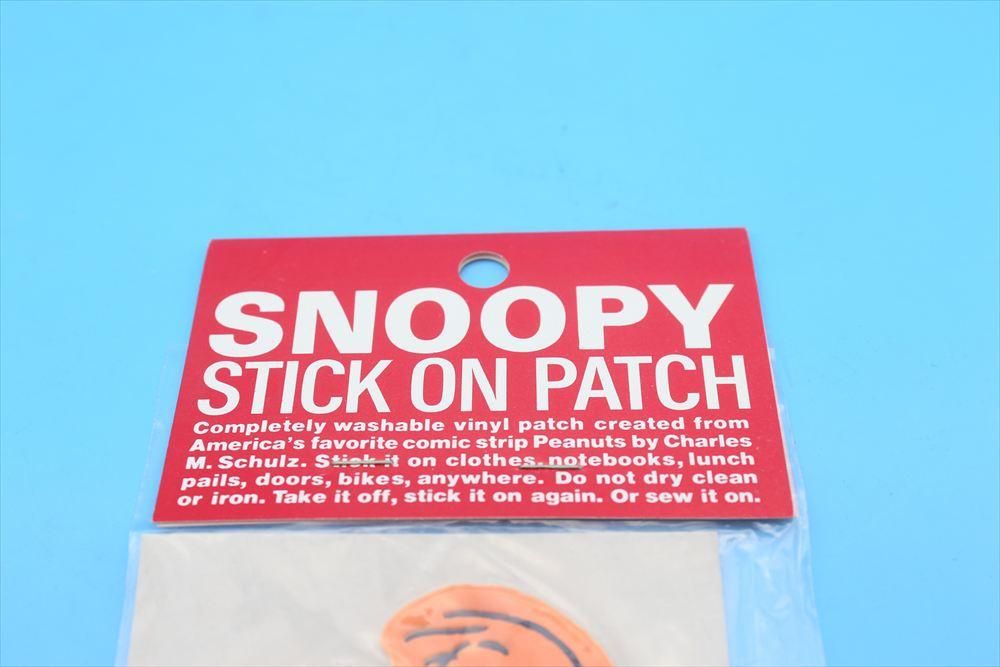 SNOOPY
STICK ON PATCH
Completely washable vinyl patch created from
America's favorite comic strip Peanuts by Charles
M. Schulz. Stick it on clothes, notebooks, lunch
pails, doors, bikes, anywhere. Do not dry clean
or iron. Take it off, stick it on again. Or sew it on.